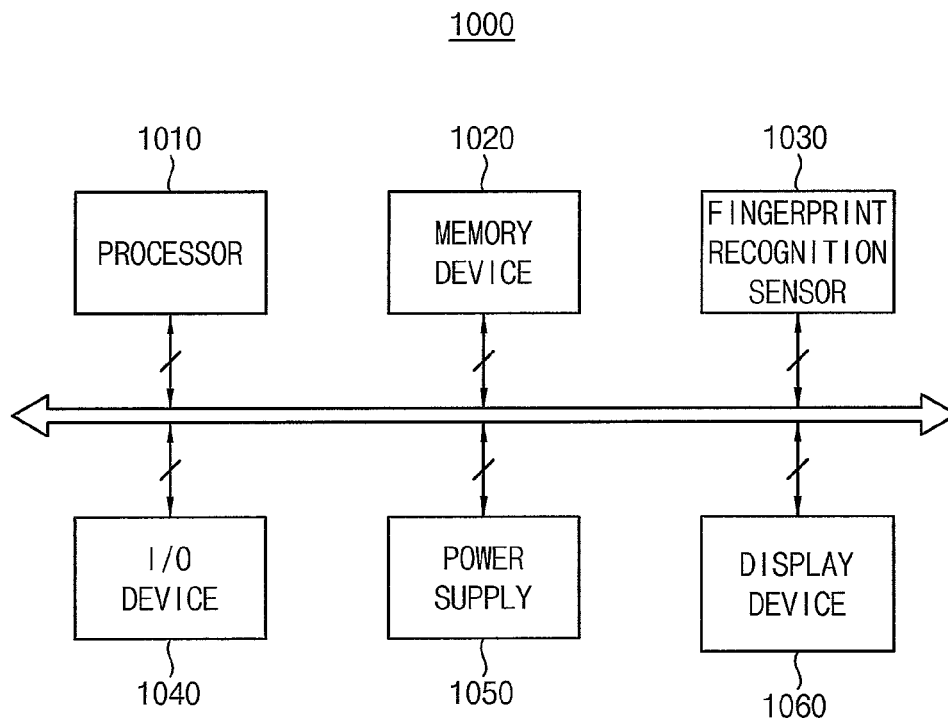 1000
1010
1020
1030
PROCESSOR
MEMORY
DEVICE
FINGERPRINT
RECOGNITION
SENSOR
I/O
DEVICE
POWER
SUPPLY
DISPLAY
DEVICE
1040
1050
1060